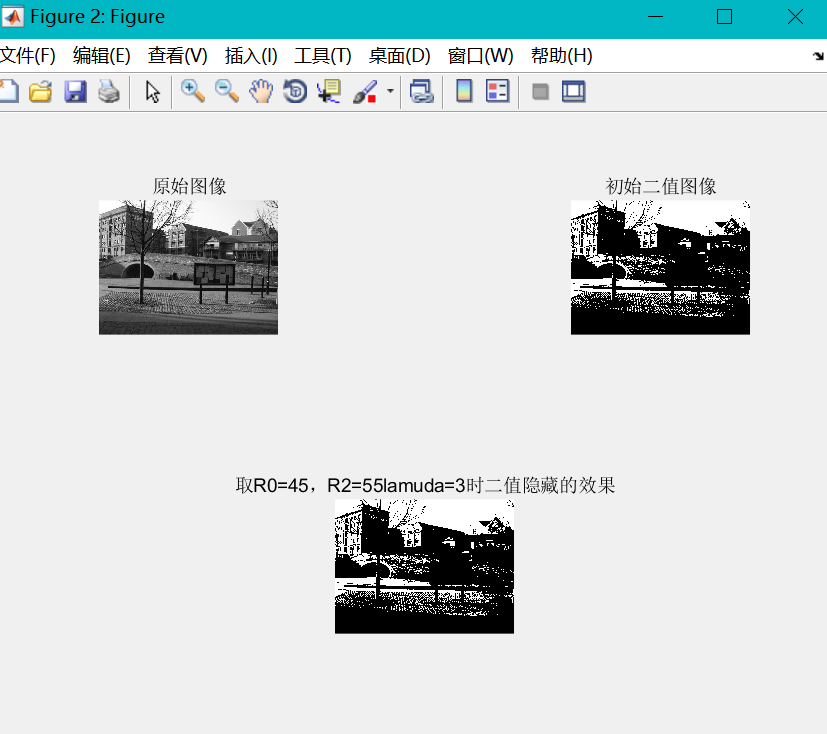 Figure 2: Figure
文件(F) 编辑(E) 查看(V) 插入(I) 工具(T) 桌面(D) 窗口(W) 帮助(H)
原始图像
初始二值图像
取R0=45，R2=55lamuda=3时二值隐藏的效果